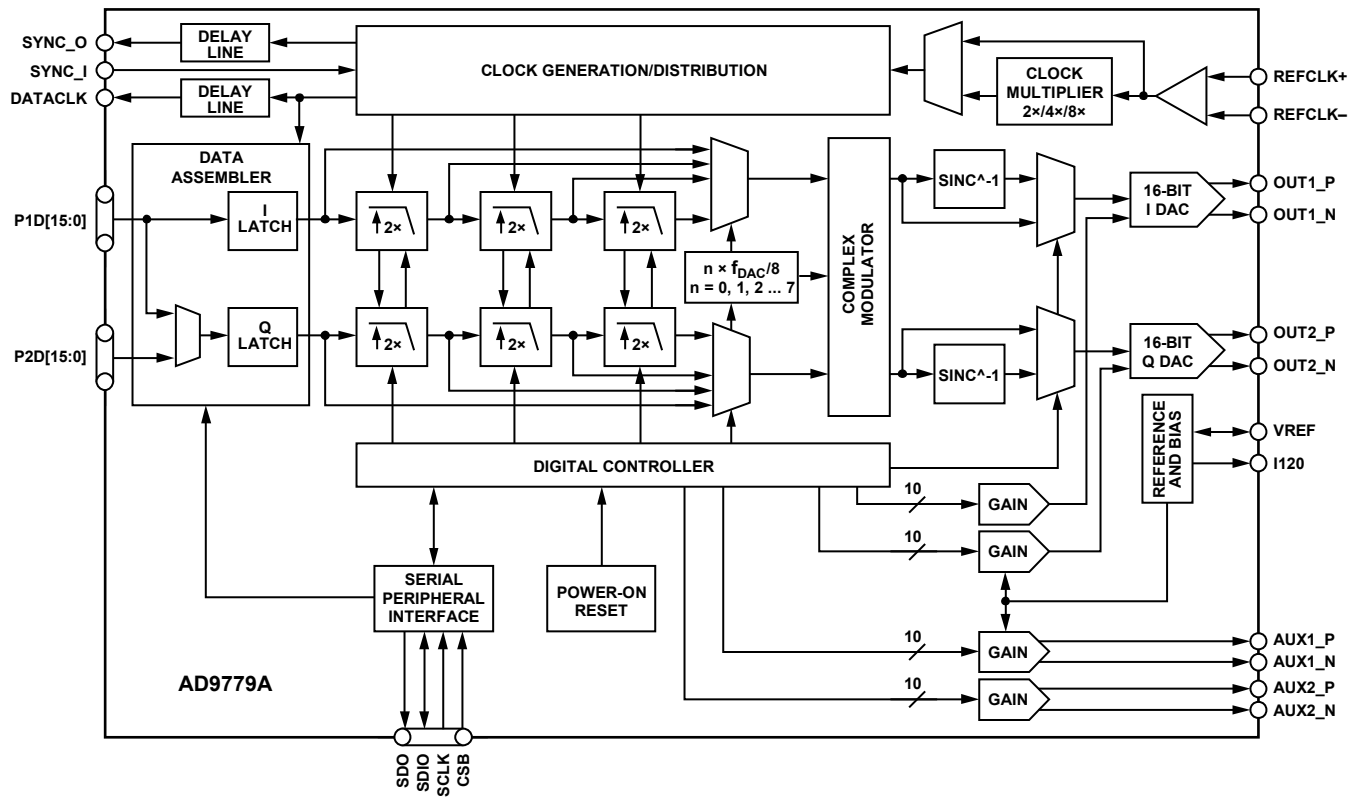 SYNC_O
DELAY
LINE
CLOCK GENERATION/DISTRIBUTION
SYNC_I
CLOCK
MULTIPLIER
2×/4×/8×
REFCLK+
DATACLK
DELAY
LINE
REFCLK–
DATA
ASSEMBLER
P1D[15:0]
I
LATCH
2×
2×
2×
SINC^-1
16-BIT
I DAC
OUT1_P
OUT1_N
n × fDAC/8
n = 0, 1, 2 ... 7
COMPLEX
MODULATOR
P2D[15:0]
Q
LATCH
2×
2×
2×
SINC^-1
16-BIT
Q DAC
OUT2_P
OUT2_N
REFERENCE
AND BIAS
VREF
I120
DIGITAL CONTROLLER
10
GAIN
10
GAIN
SERIAL
PERIPHERAL
INTERFACE
POWER-ON
RESET
10
GAIN
AUX1_P
AUX1_N
10
GAIN
AUX2_P
AUX2_N
AD9779A
SDO
SDIO
SCLK
CSB